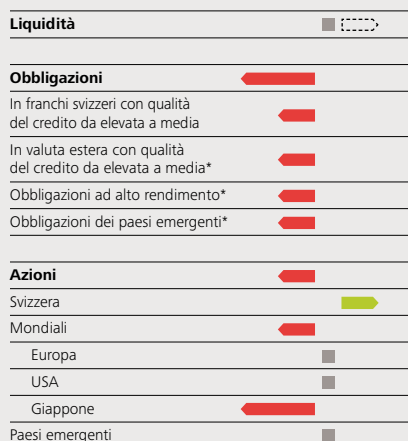 Liquidità
Obbligazioni
In franchi svizzeri con qualità
del credito da elevata a media
In valuta estera con qualità
del credito da elevata a media*
Obbligazioni ad alto rendimento*
Obbligazioni dei paesi emergenti*
Azioni
Svizzera
Mondiali
Europa
USA
Giappone
Paesi emergenti